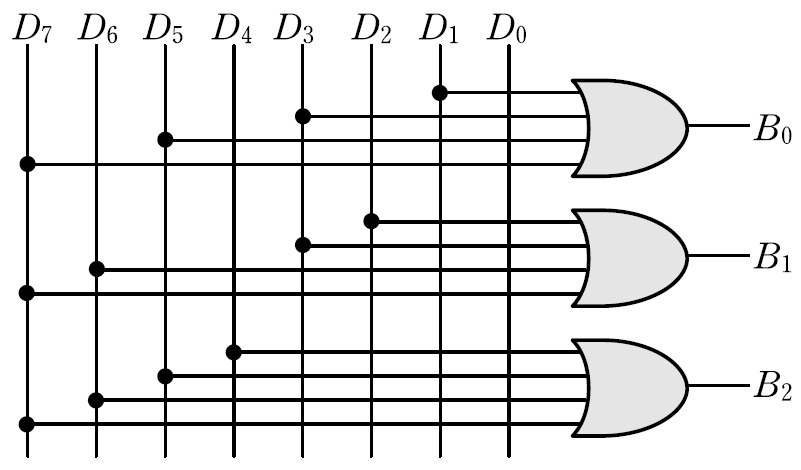 D₇ D₆ D₅ D₄ D₃ D₂ D₁ D₀
B₀
B₁
B₂